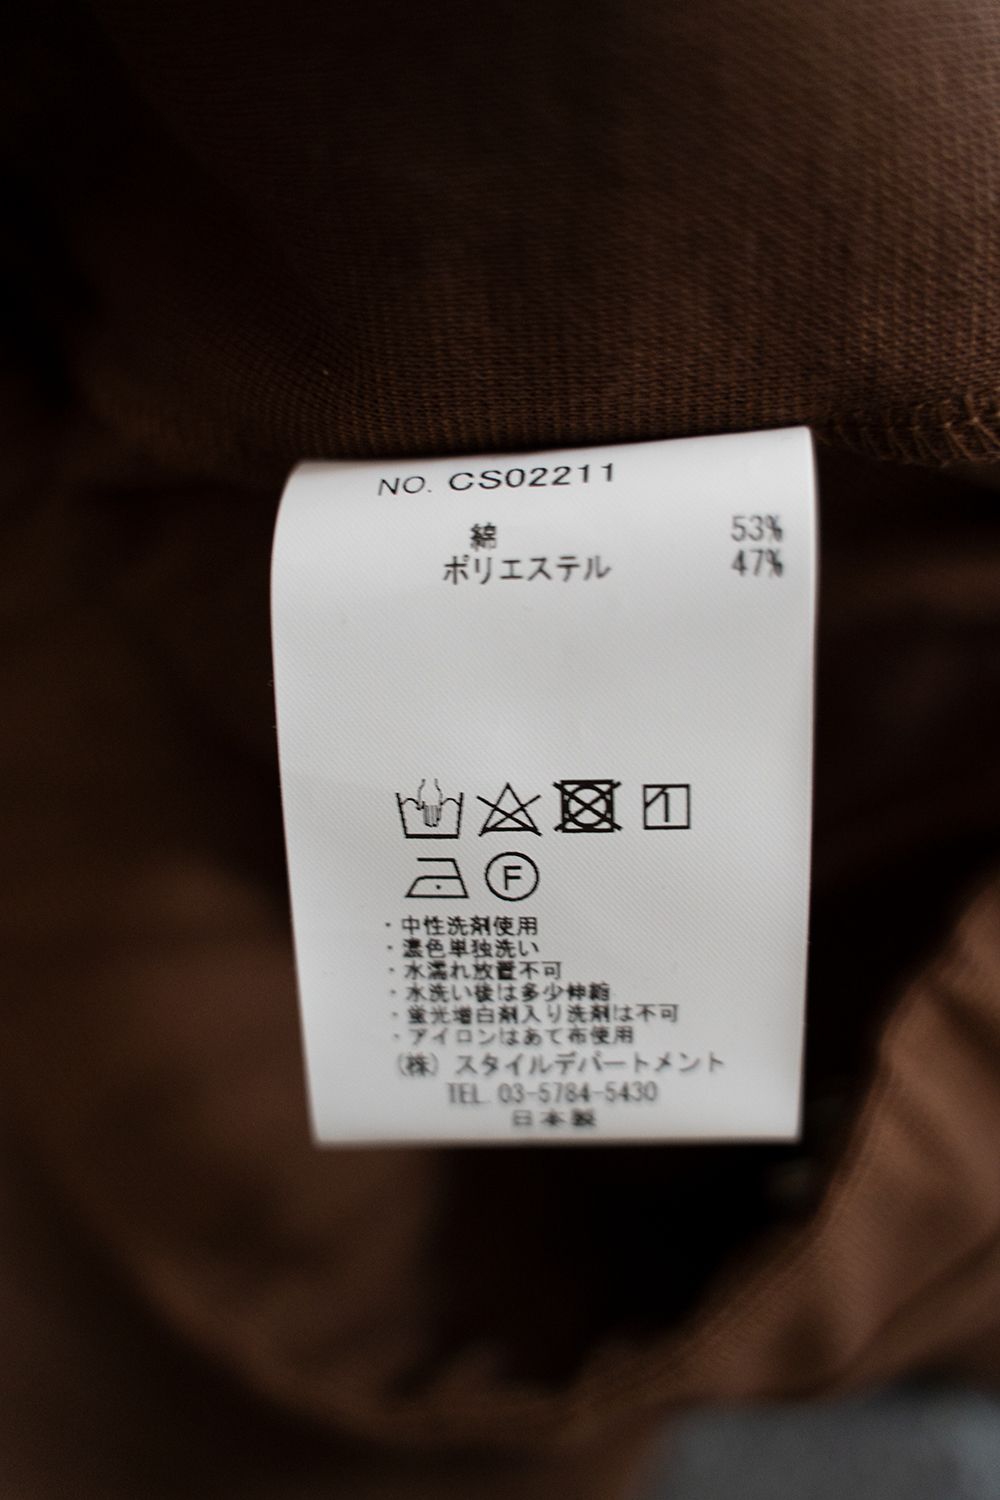 NO. CS02211
綿 53%
ポリエステル 47%
F
・中性洗剤使用
・濃色単独洗い
・水濡れ放置不可
・水洗い後は多少伸縮
・蛍光増白剤入り洗剤は不可
・アイロンはあて布使用
(株) スタイルデパートメント
TEL. 03-5784-5430
日本製